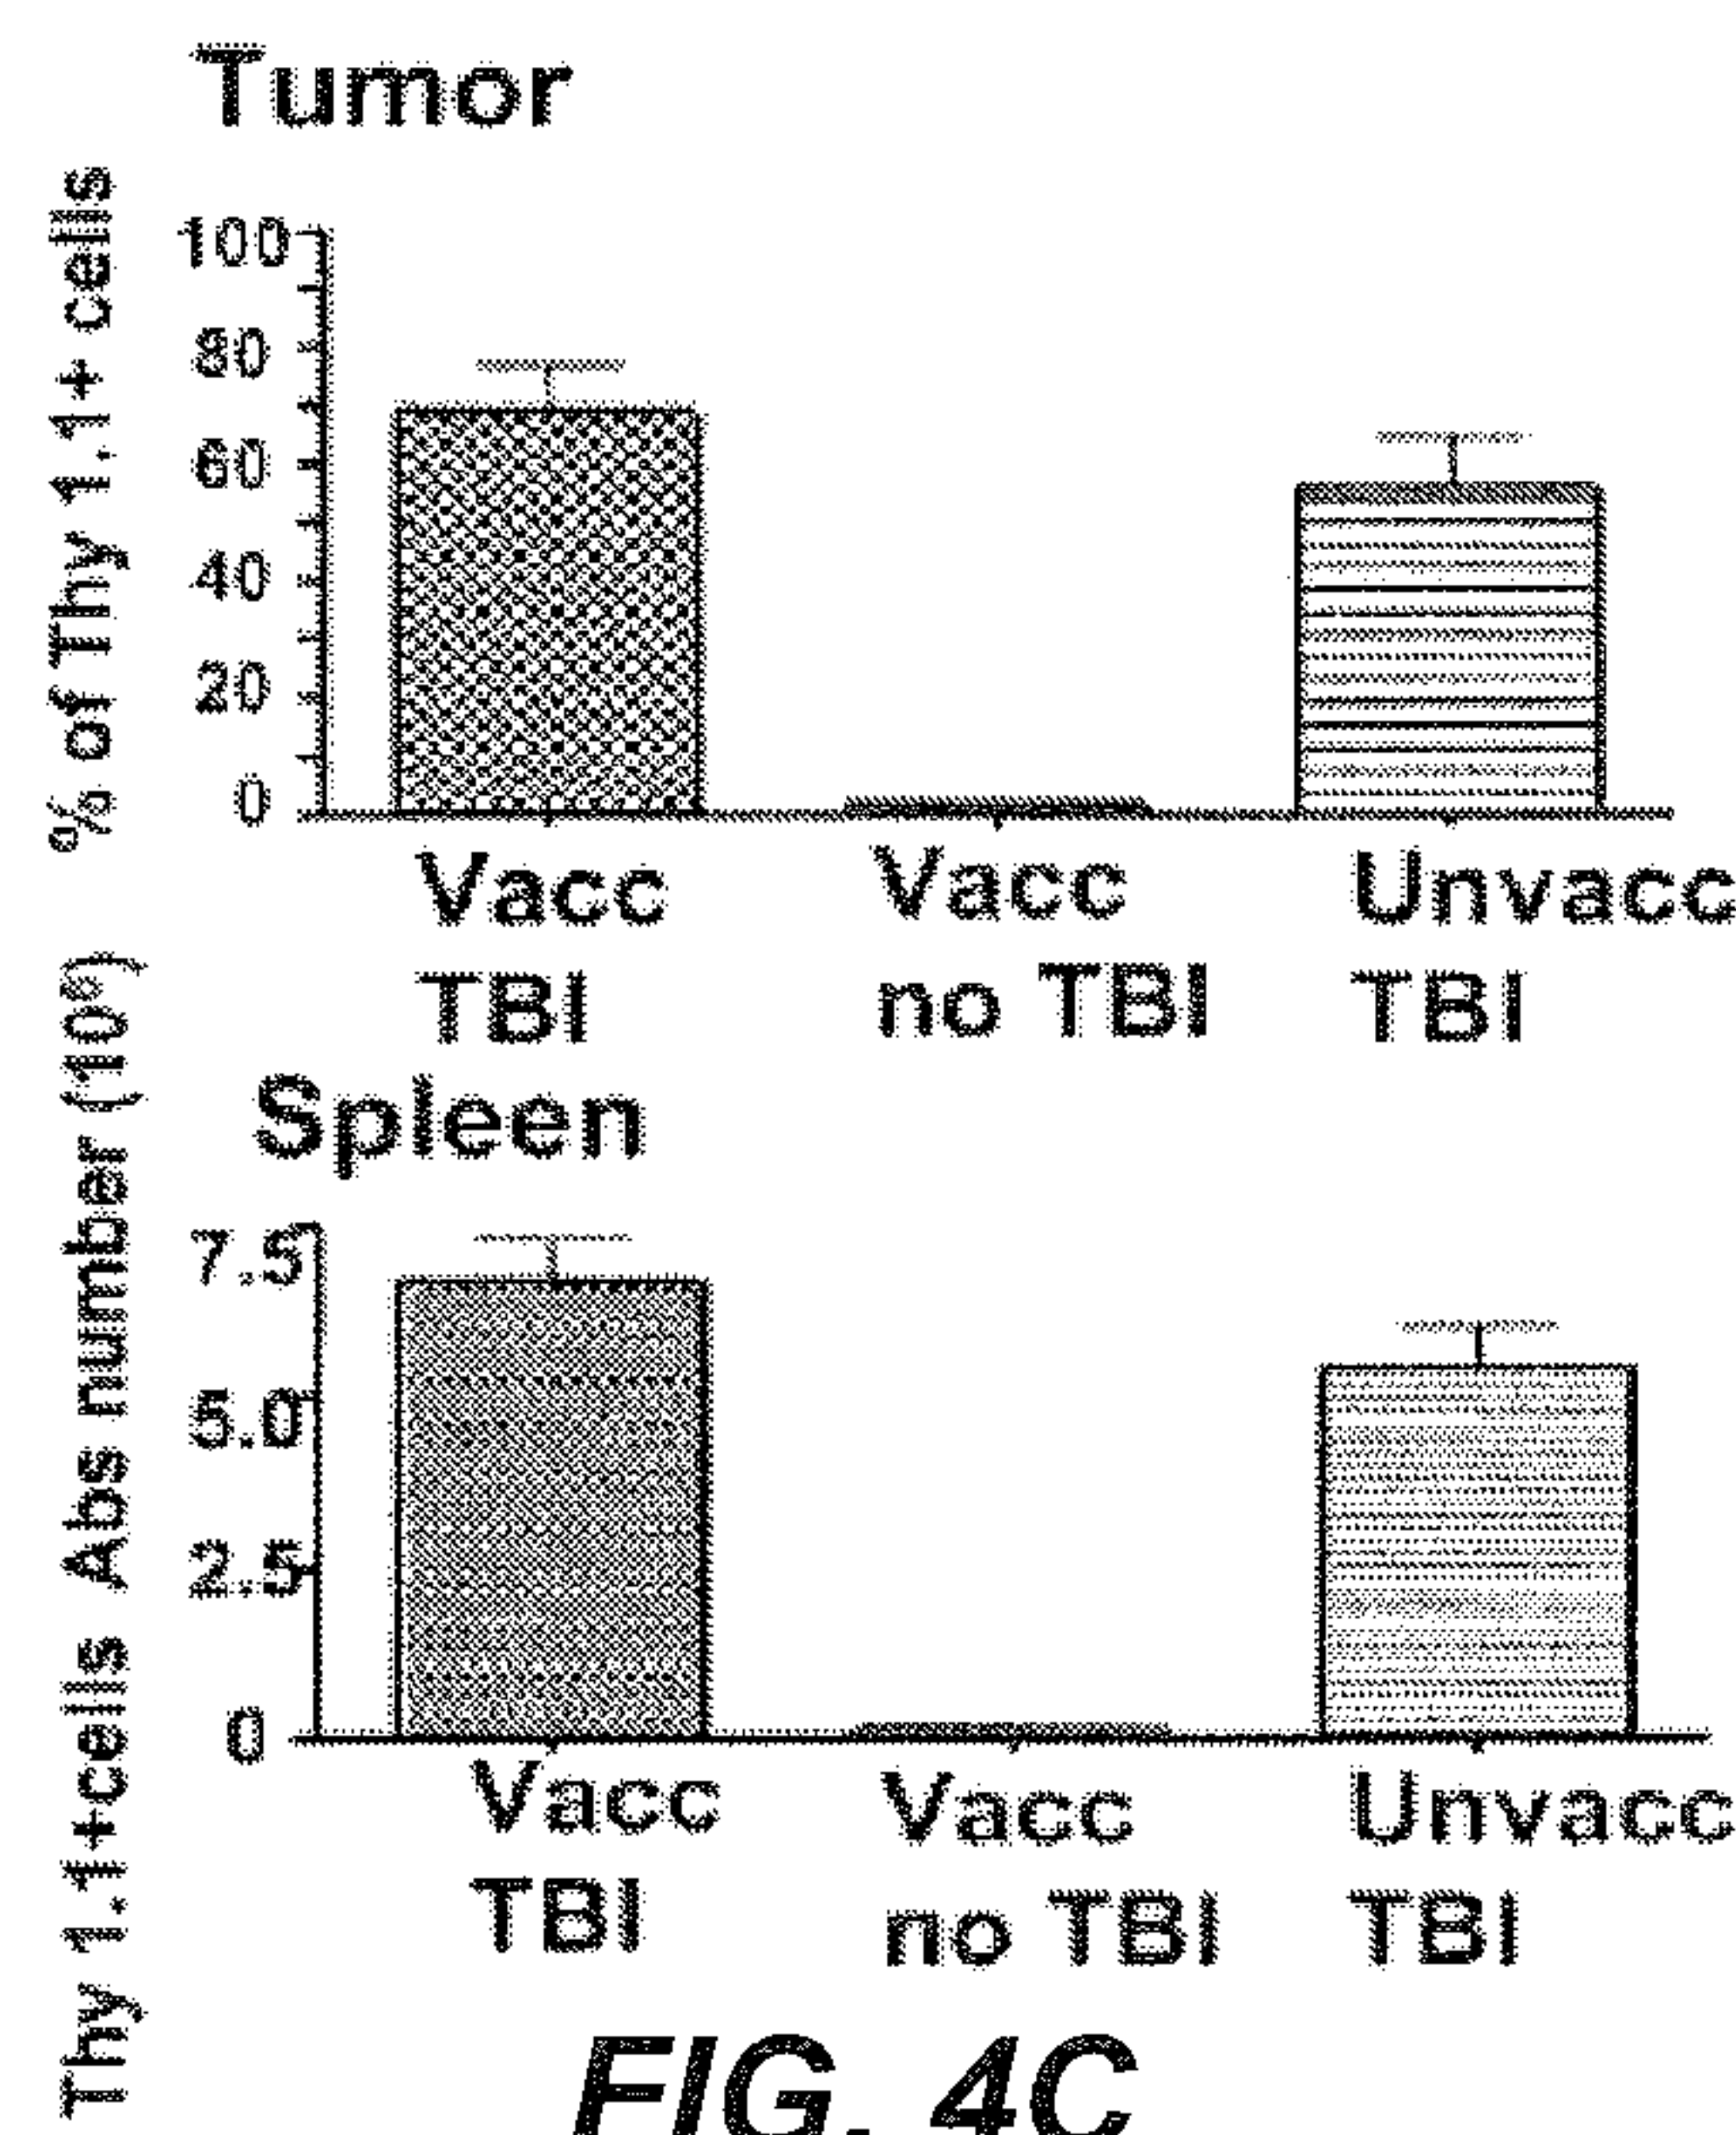 Tumor
% of Thy 1.1+ cells
100
80
60
40
20
0
Vacc
TBI
Vacc
no TBI
Unvacc
TBI
Spleen
Thy 1.1+cells Abs number (10⁶)
7.5
5.0
2.5
0
Vacc
TBI
Vacc
no TBI
Unvacc
TBI
FIG. 4C